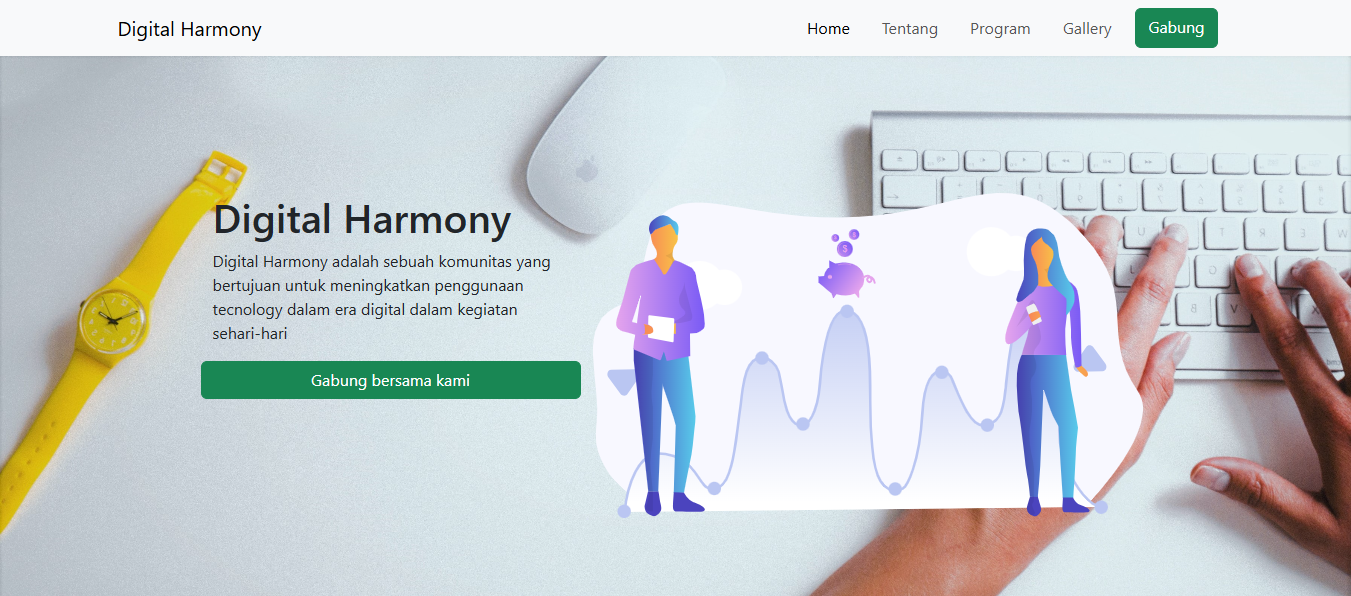 Digital Harmony
Home Tentang Program Gallery Gabung
Digital Harmony
Digital Harmony adalah sebuah komunitas yang
bertujuan untuk meningkatkan penggunaan
tecnology dalam era digital dalam kegiatan
sehari-hari
Gabung bersama kami